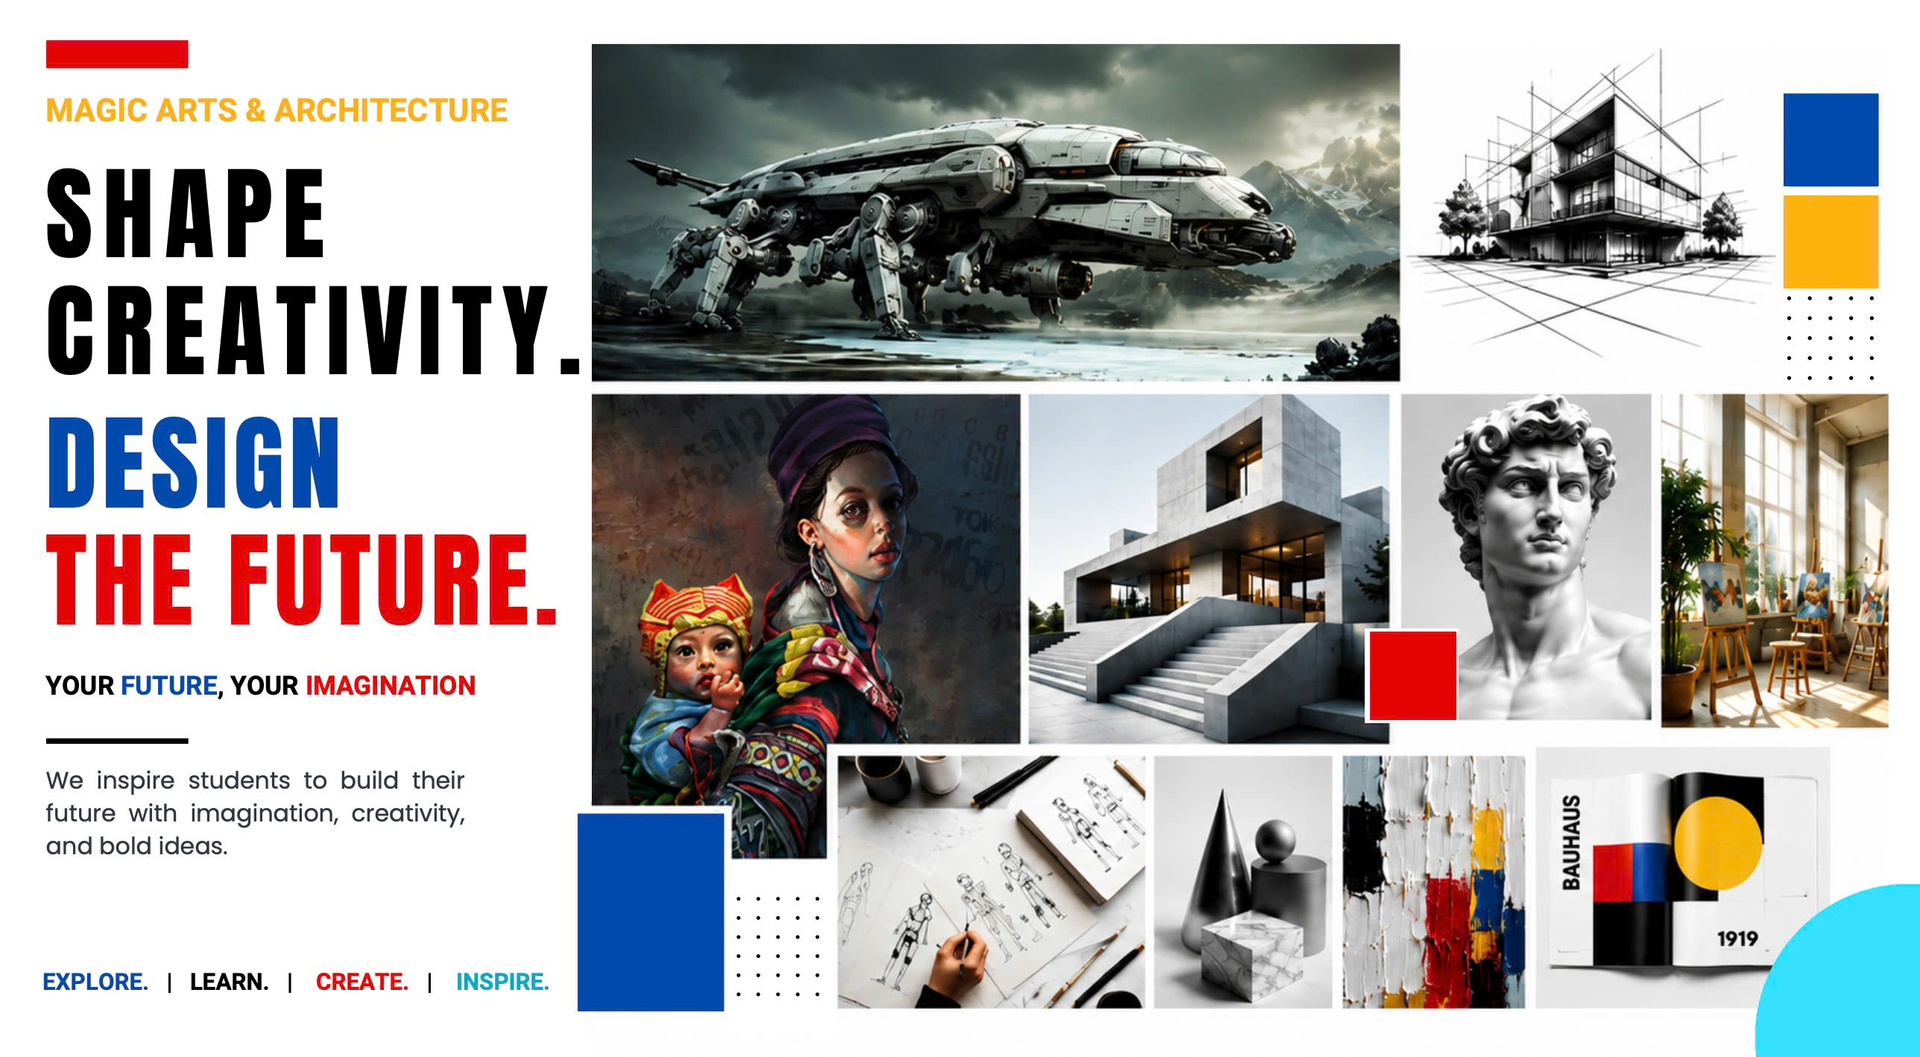 MAGIC ARTS & ARCHITECTURE
SHAPE
CREATIVITY.
DESIGN
THE FUTURE.
YOUR FUTURE, YOUR IMAGINATION
We inspire students to build their
future with imagination, creativity,
and bold ideas.
EXPLORE. | LEARN. | CREATE. | INSPIRE.
BAUHAUS
1919